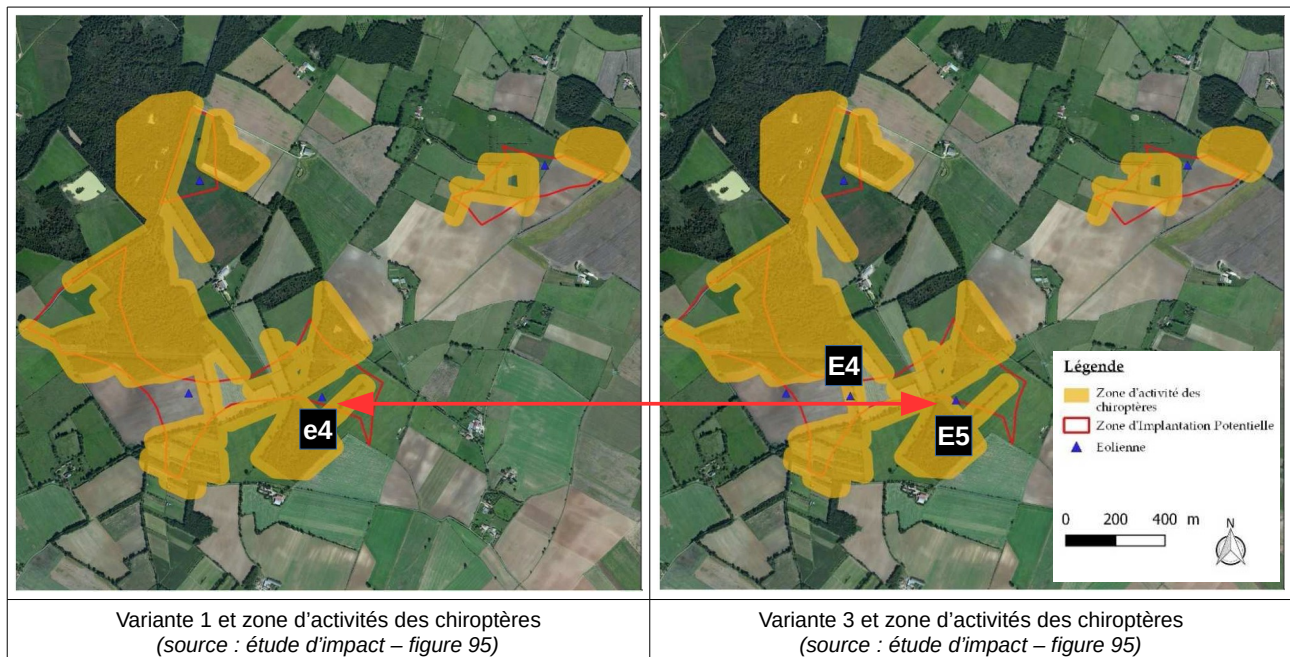 e4
E4
E5
Légende
Zone d'activité des
chiroptères
Zone d'Implantation Potentielle
Eolienne
0 200 400 m
N
Variante 1 et zone d'activités des chiroptères
(source : étude d'impact – figure 95)
Variante 3 et zone d'activités des chiroptères
(source : étude d'impact – figure 95)